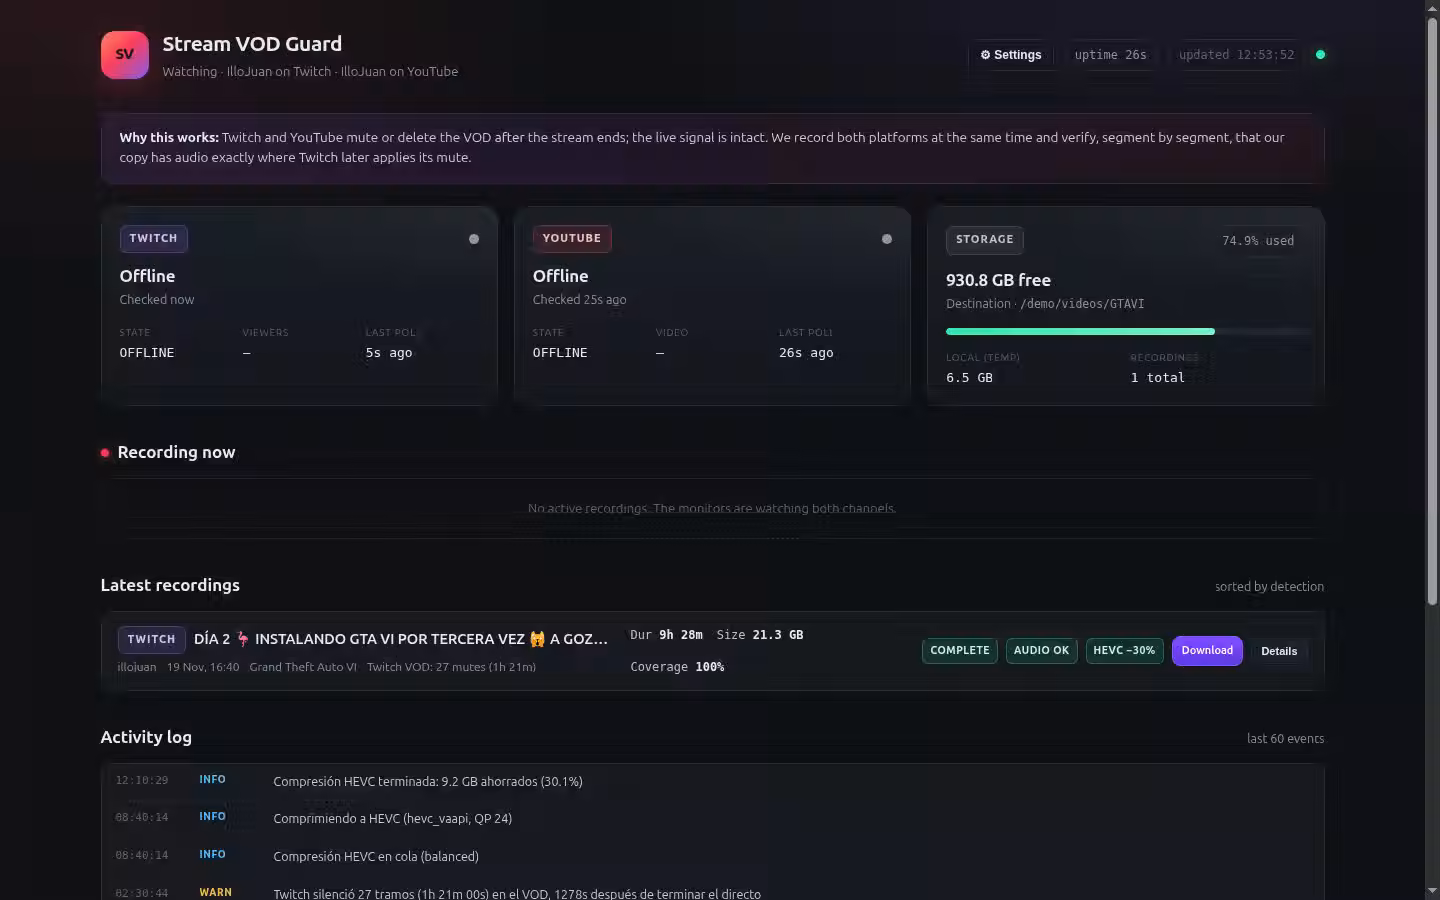 SV
Stream VOD Guard
Watching · IlloJuan on Twitch · IlloJuan on YouTube
⚙ Settings
uptime 26s
updated 12:53:52
Why this works: Twitch and YouTube mute or delete the VOD after the stream ends; the live signal is intact. We record both platforms at the same time and verify, segment by segment, that our
copy has audio exactly where Twitch later applies its mute.
TWITCH
Offline
Checked now
STATE VIEWERS LAST POLL
OFFLINE — 5s ago
YOUTUBE
Offline
Checked 25s ago
STATE VIDEO LAST POLL
OFFLINE — 26s ago
STORAGE
74.9% used
930.8 GB free
Destination · /demo/videos/GTAVI
LOCAL (TEMP) RECORDINGS
6.5 GB 1 total
Recording now
No active recordings. The monitors are watching both channels.
Latest recordings
sorted by detection
TWITCH DÍA 2 🦩 INSTALANDO GTA VI POR TERCERA VEZ 🙀 A GOZ...
illojuan 19 Nov, 16:40 Grand Theft Auto VI Twitch VOD: 27 mutes (1h 21m)
Dur 9h 28m Size 21.3 GB
Coverage 100%
COMPLETE AUDIO OK HEVC −30% Download Details
Activity log
last 60 events
12:10:29 INFO Compresión HEVC terminada: 9.2 GB ahorrados (30.1%)
08:40:14 INFO Comprimiendo a HEVC (hevc_vaapi, QP 24)
08:40:14 INFO Compresión HEVC en cola (balanced)
02:30:44 WARN Twitch silenció 27 tramos (1h 21m 00s) en el VOD, 1278s después de terminar el directo